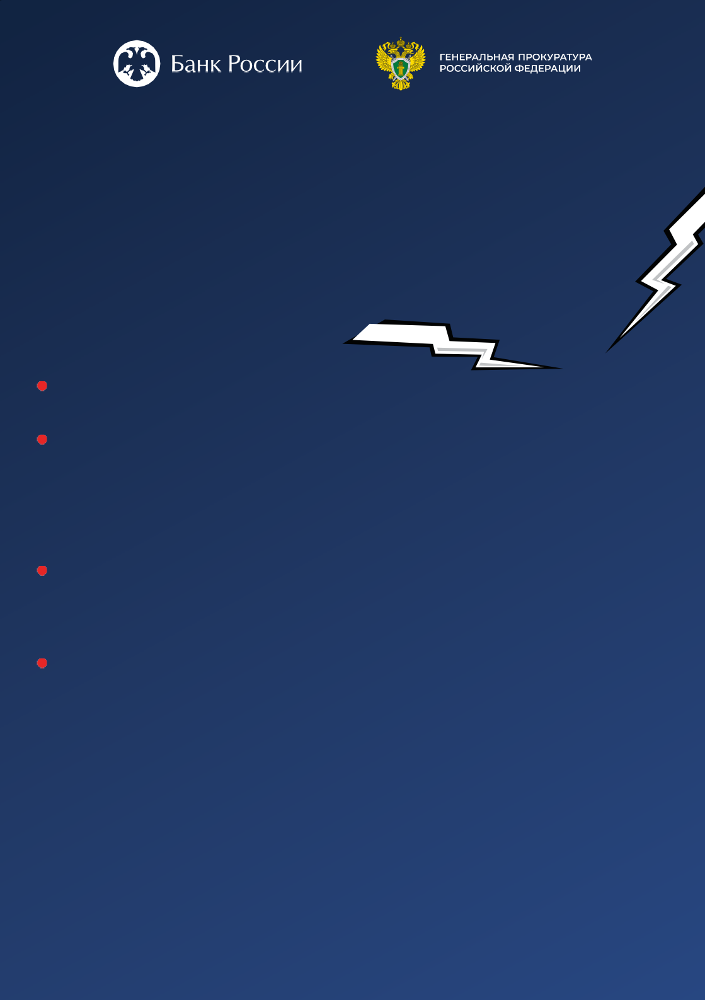 Банк России
ГЕНЕРАЛЬНАЯ ПРОКУРАТУРА
РОССИЙСКОЙ ФЕДЕРАЦИИ